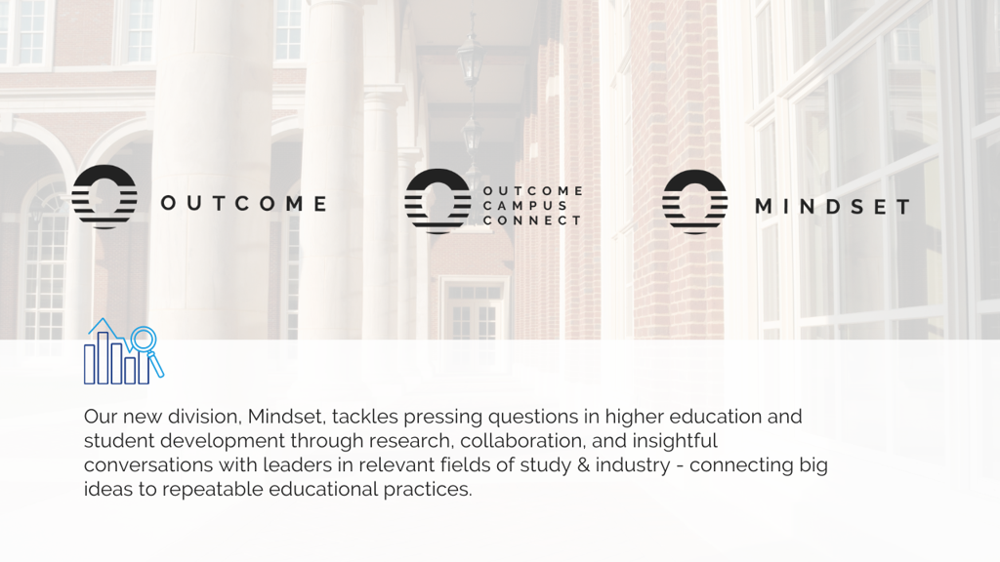 OUTCOME
OUTCOME
CAMPUS
CONNECT
MINDSET
Our new division, Mindset, tackles pressing questions in higher education and
student development through research, collaboration, and insightful
conversations with leaders in relevant fields of study & industry - connecting big
ideas to repeatable educational practices.